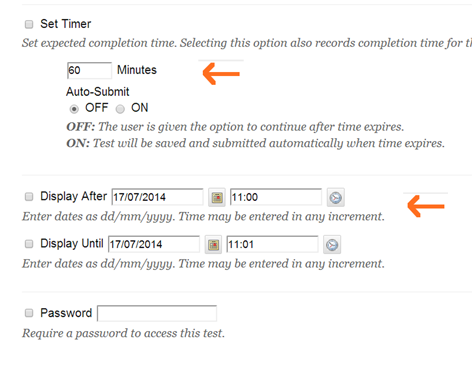 Set Timer
Set expected completion time. Selecting this option also records completion time for th
60 Minutes
Auto-Submit
OFF ON
OFF: The user is given the option to continue after time expires.
ON: Test will be saved and submitted automatically when time expires.
Display After 17/07/2014 11:00
Enter dates as dd/mm/yyyy. Time may be entered in any increment.
Display Until 17/07/2014 11:01
Enter dates as dd/mm/yyyy. Time may be entered in any increment.
Password
Require a password to access this test.